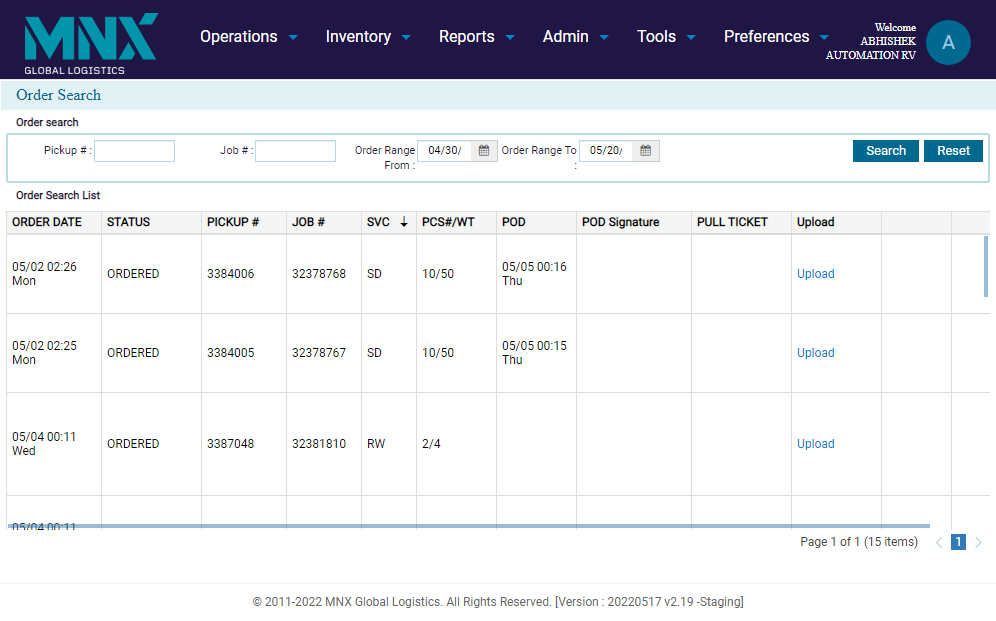 MNX
GLOBAL LOGISTICS
Operations Inventory Reports Admin Tools Preferences
Welcome
ABHISHEK
AUTOMATION RV
A
Order Search
Order search
Pickup # : Job # : Order Range From : 04/30/ Order Range To : 05/20/ Search Reset
Order Search List
ORDER DATE STATUS PICKUP # JOB # SVC PCS#/WT POD POD Signature PULL TICKET Upload
05/02 02:26 Mon ORDERED 3384006 32378768 SD 10/50 05/05 00:16 Thu Upload
05/02 02:25 Mon ORDERED 3384005 32378767 SD 10/50 05/05 00:15 Thu Upload
05/04 00:11 Wed ORDERED 3387048 32381810 RW 2/4 Upload
05/04 00:11
Page 1 of 1 (15 items) 1
© 2011-2022 MNX Global Logistics. All Rights Reserved. [Version : 20220517 v2.19 -Staging]